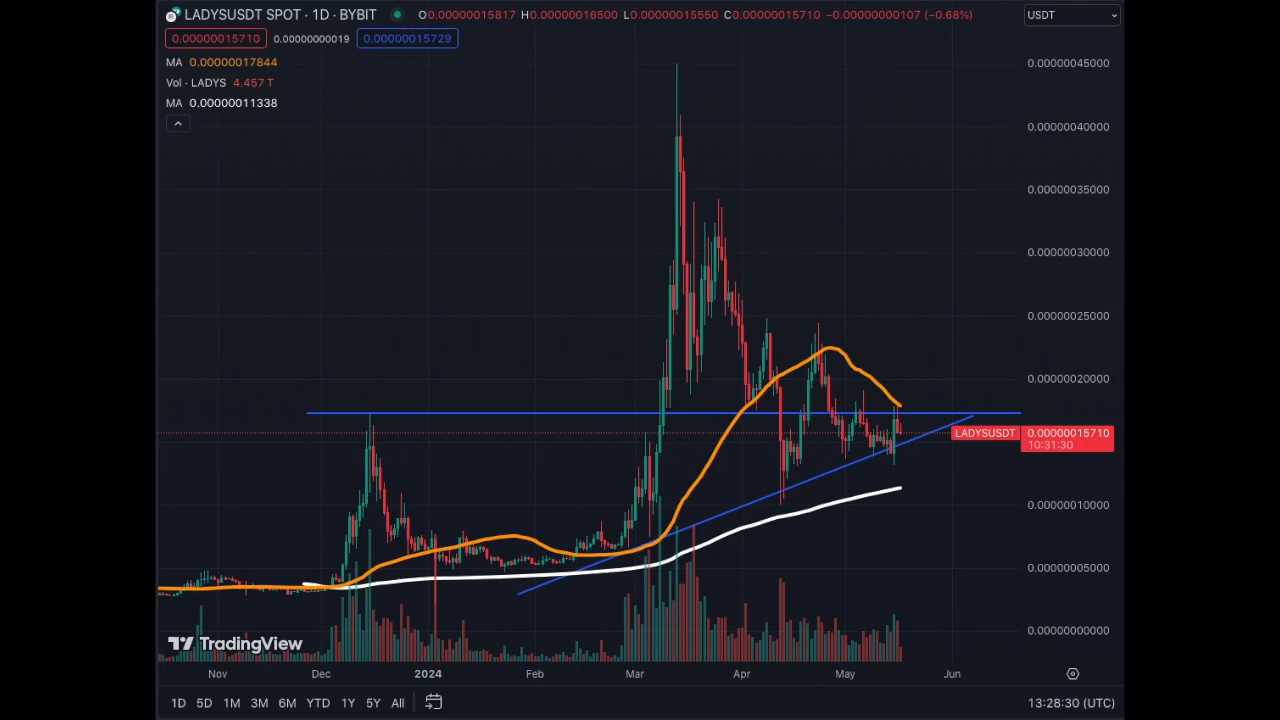 LADYSUSDT SPOT · 1D · BYBIT O0.00000015817 H0.00000016500 L0.00000015550 C0.00000015710 −0.00000000107 (−0.68%) USDT
0.00000015710 0.00000000019 0.00000015729
MA 0.00000017844
Vol · LADYS 4.457 T
MA 0.00000011338
0.00000045000
0.00000040000
0.00000035000
0.00000030000
0.00000025000
0.00000020000
LADYSUSDT 0.00000015710
10:31:30
0.00000010000
0.00000005000
0.00000000000
TradingView
Nov Dec 2024 Feb Mar Apr May Jun
1D 5D 1M 3M 6M YTD 1Y 5Y All 13:28:30 (UTC)